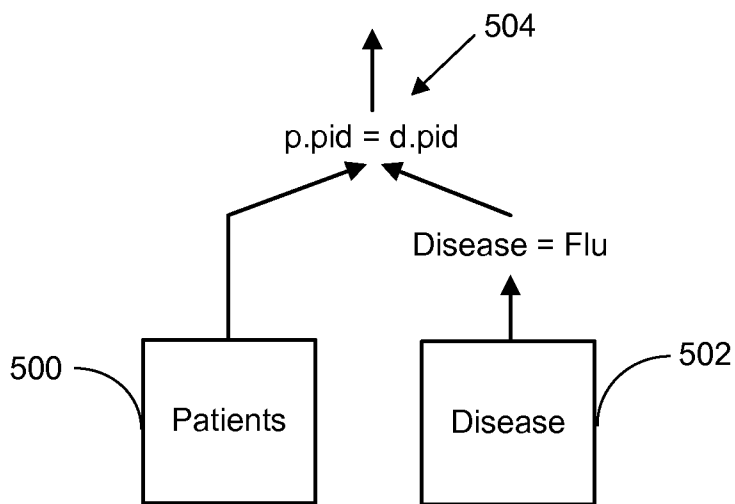 504
p.pid = d.pid
Disease = Flu
500
502
Patients
Disease